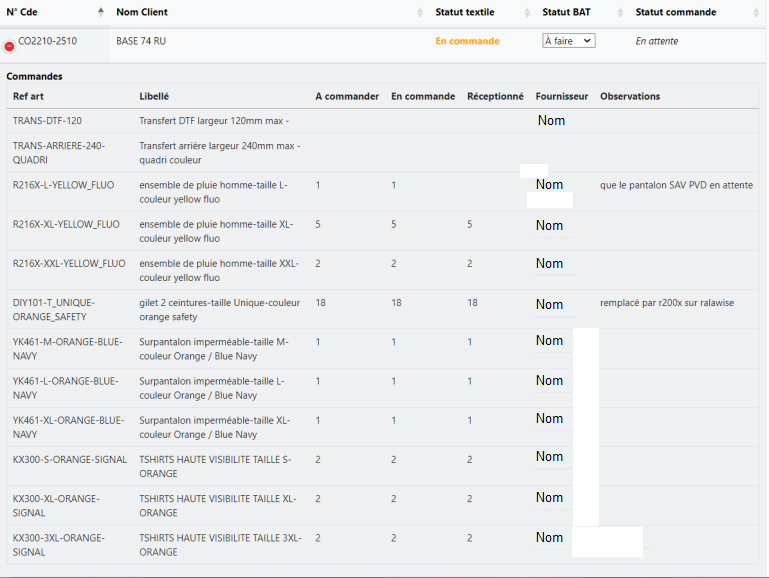 N° Cde Nom Client Statut textile Statut BAT Statut commande
CO2210-2510 BASE 74 RU En commande À faire En attente
Commandes
Ref art Libellé A commander En commande Réceptionné Fournisseur Observations
TRANS-DTF-120 Transfert DTF largeur 120mm max - Nom
TRANS-ARRIERE-240- Transfert arrière largeur 240mm max -
QUADRI quadri couleur
R216X-L-YELLOW_FLUO ensemble de pluie homme-taille L- 1 1 Nom que le pantalon SAV PVD en attente
couleur yellow fluo
R216X-XL-YELLOW_FLUO ensemble de pluie homme-taille XL- 5 5 5 Nom
couleur yellow fluo
R216X-XXL-YELLOW_FLUO ensemble de pluie homme-taille XXL- 2 2 2 Nom
couleur yellow fluo
DIY101-T_UNIQUE- gilet 2 ceintures-taille Unique-couleur 18 18 18 Nom remplacé par r200x sur ralawise
ORANGE_SAFETY orange safety
YK461-M-ORANGE-BLUE- Surpantalon imperméable-taille M- 1 1 1 Nom
NAVY couleur Orange / Blue Navy
YK461-L-ORANGE-BLUE- Surpantalon imperméable-taille L- 1 1 1 Nom
NAVY couleur Orange / Blue Navy
YK461-XL-ORANGE-BLUE- Surpantalon imperméable-taille XL- 1 1 1 Nom
NAVY couleur Orange / Blue Navy
KX300-S-ORANGE-SIGNAL TSHIRTS HAUTE VISIBILITE TAILLE S- 2 2 2 Nom
ORANGE
KX300-XL-ORANGE- TSHIRTS HAUTE VISIBILITE TAILLE XL- 2 2 2 Nom
SIGNAL ORANGE
KX300-3XL-ORANGE- TSHIRTS HAUTE VISIBILITE TAILLE 3XL- 2 2 2 Nom
SIGNAL ORANGE